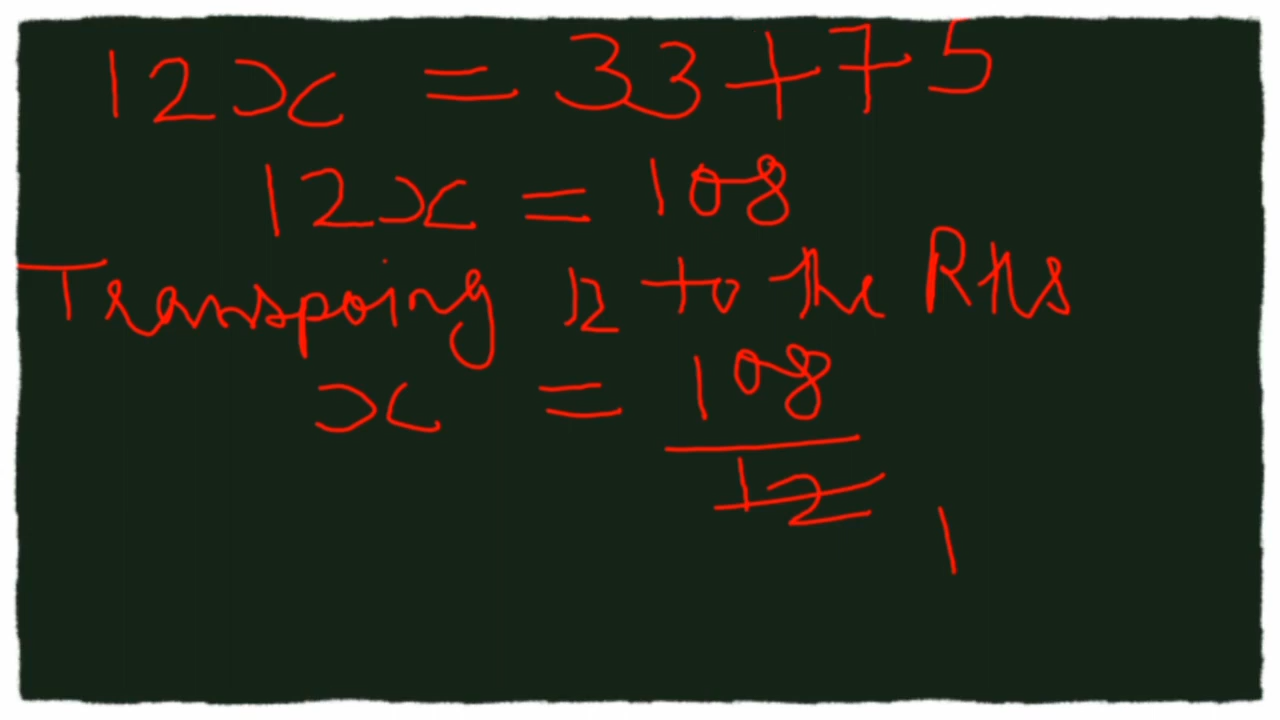 12x = 33+75
12x = 108
Transpoing 12 to the RHS
x = 108
12
1